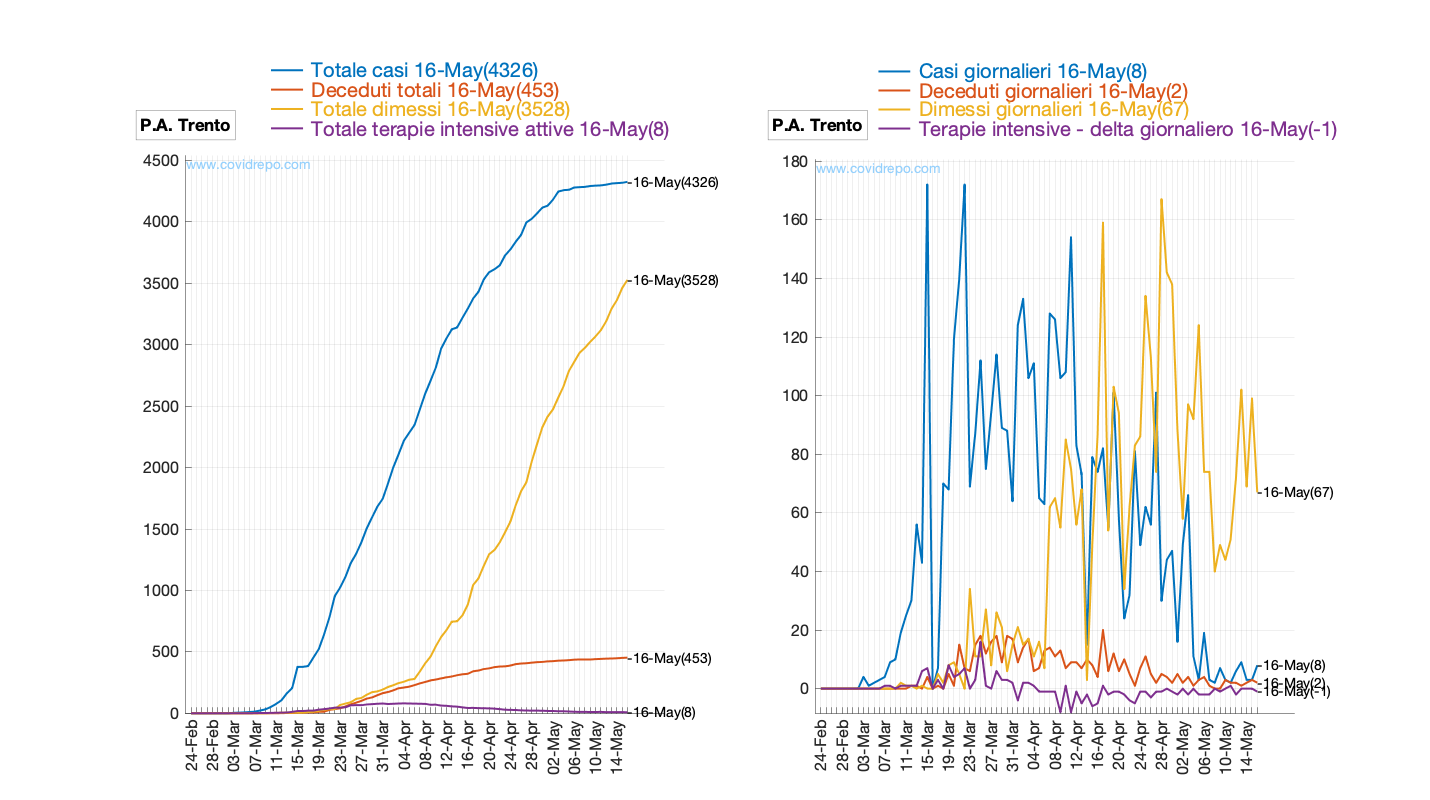 Totale casi 16-May(4326)
Deceduti totali 16-May(453)
Totale dimessi 16-May(3528)
Totale terapie intensive attive 16-May(8)
P.A. Trento
www.covidrepo.com
4500
4000
3500
3000
2500
2000
1500
1000
500
0
16-May(4326)
16-May(3528)
16-May(453)
16-May(8)
24-Feb
28-Feb
03-Mar
07-Mar
11-Mar
15-Mar
19-Mar
23-Mar
27-Mar
31-Mar
04-Apr
08-Apr
12-Apr
16-Apr
20-Apr
24-Apr
28-Apr
02-May
06-May
10-May
14-May
Casi giornalieri 16-May(8)
Deceduti giornalieri 16-May(2)
Dimessi giornalieri 16-May(67)
Terapie intensive - delta giornaliero 16-May(-1)
P.A. Trento
www.covidrepo.com
180
160
140
120
100
80
60
40
20
0
16-May(67)
16-May(8)
16-May(2)
16-May(-1)
24-Feb
28-Feb
03-Mar
07-Mar
11-Mar
15-Mar
19-Mar
23-Mar
27-Mar
31-Mar
04-Apr
08-Apr
12-Apr
16-Apr
20-Apr
24-Apr
28-Apr
02-May
06-May
10-May
14-May